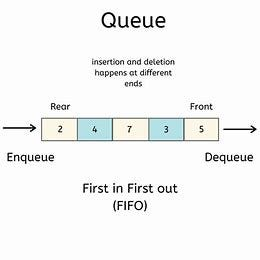 Queue
insertion and deletion
happens at different
ends
Rear Front
2 4 7 3 5
Enqueue Dequeue
First in First out
(FIFO)